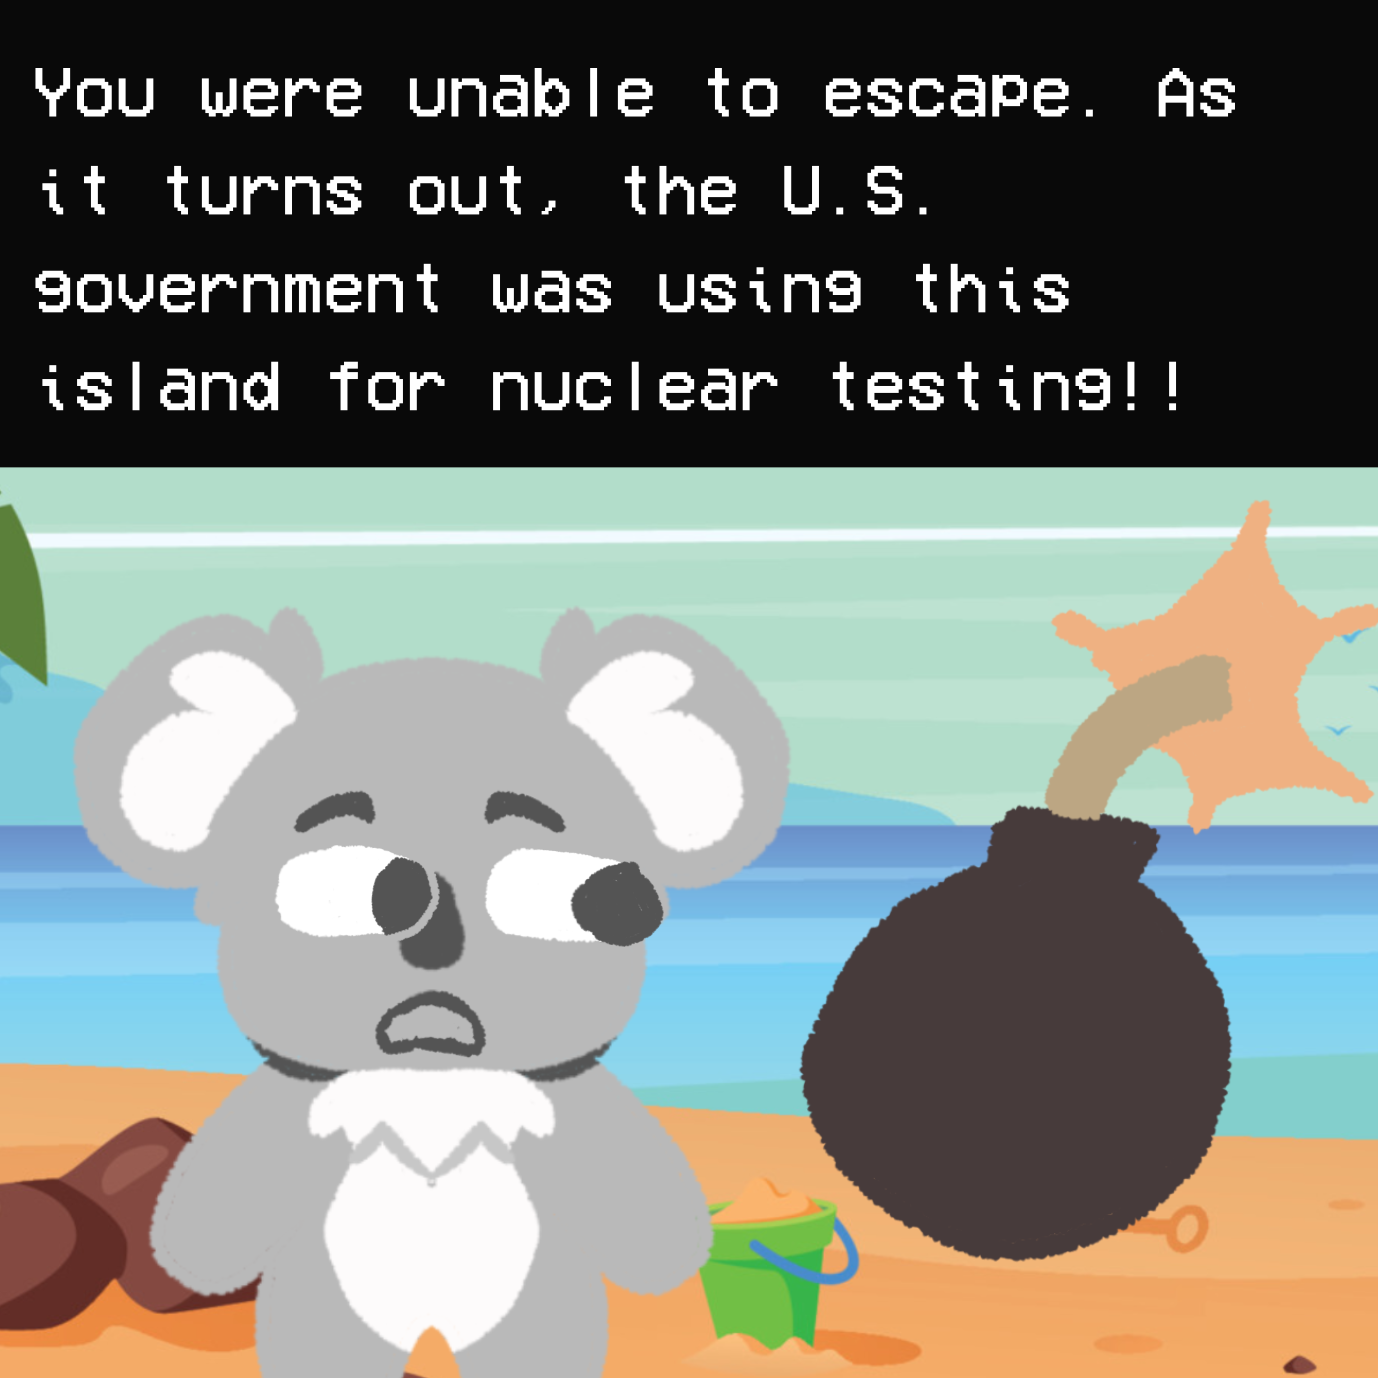 You were unable to escape. As
it turns out, the U.S.
government was using this
island for nuclear testing!!